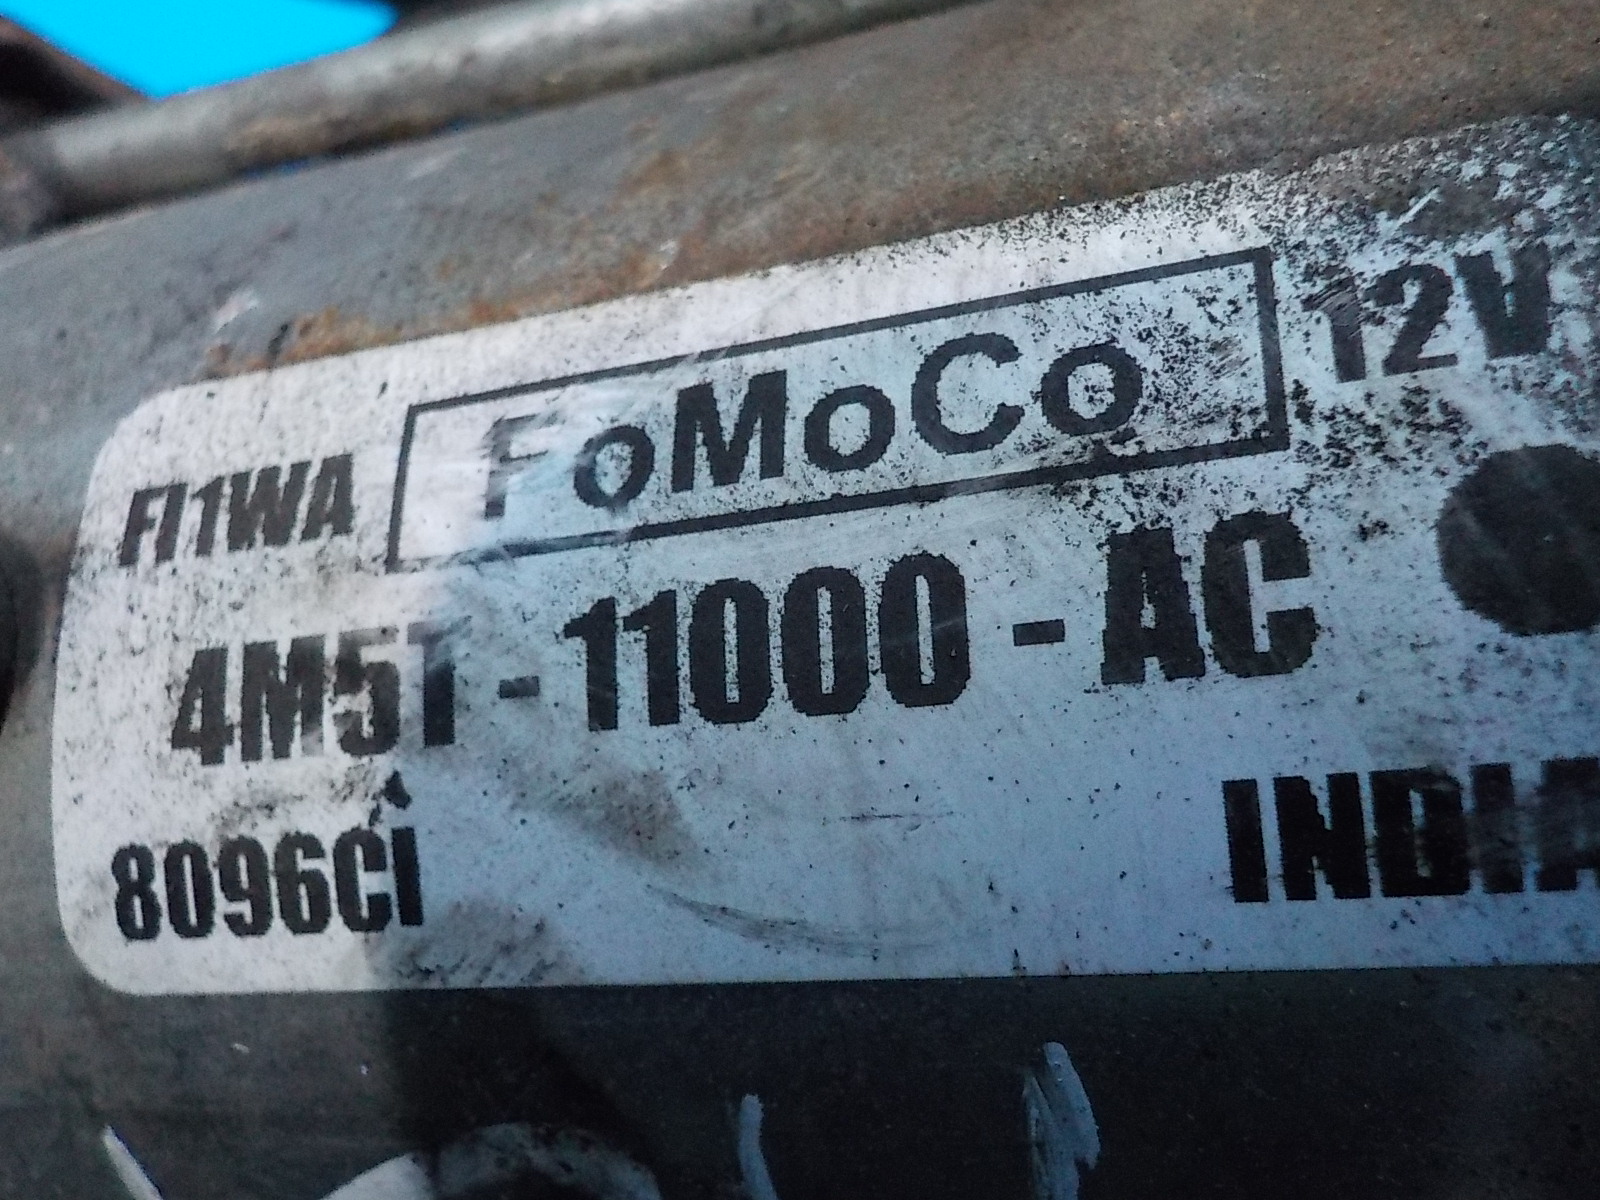 FoMoCo 12V
FI1WA
4M5T-11000-AC
8096CI
INDIA